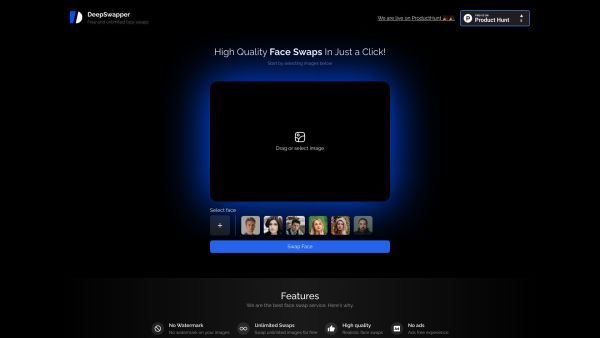 DeepSwapper
Free and unlimited face swaps
We are live on ProductHunt
FIND US ON
Product Hunt
High Quality Face Swaps In Just a Click!
Start by selecting images below
Drag or select image
Select face
+
Swap Face
Features
We are the best face swap service. Here's why.
No Watermark
No watermark on your images
Unlimited Swaps
Swap unlimited images for free
High quality
Realistic face swaps
No ads
Ads free experience